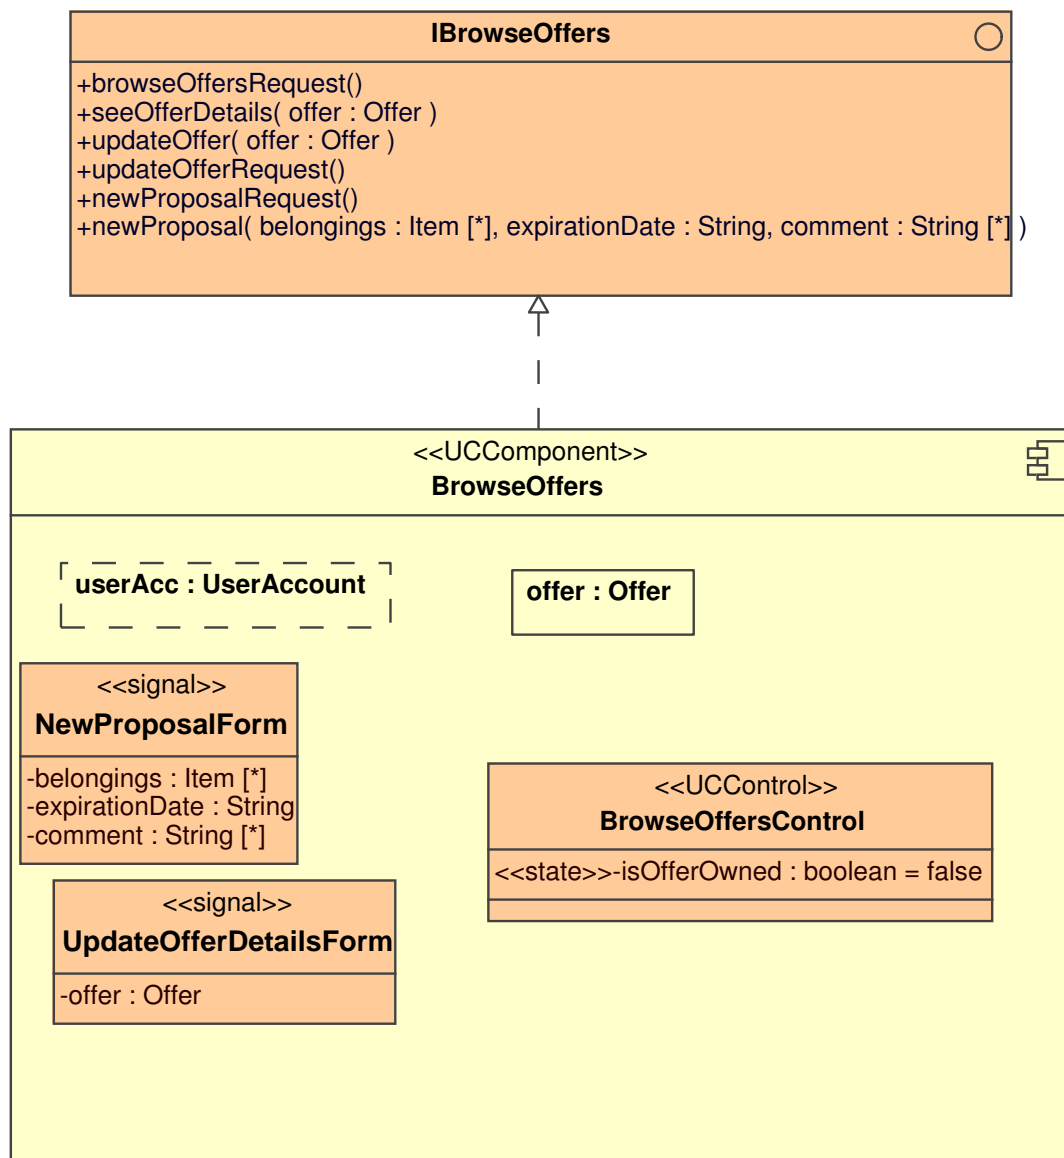 IBrowseOffers
+browseOffersRequest()
+seeOfferDetails( offer : Offer )
+updateOffer( offer : Offer )
+updateOfferRequest()
+newProposalRequest()
+newProposal( belongings : Item [*], expirationDate : String, comment : String [*] )
<<UCComponent>>
BrowseOffers
userAcc : UserAccount
offer : Offer
<<signal>>
NewProposalForm
-belongings : Item [*]
-expirationDate : String
-comment : String [*]
<<UCControl>>
BrowseOffersControl
<<state>>-isOfferOwned : boolean = false
<<signal>>
UpdateOfferDetailsForm
-offer : Offer